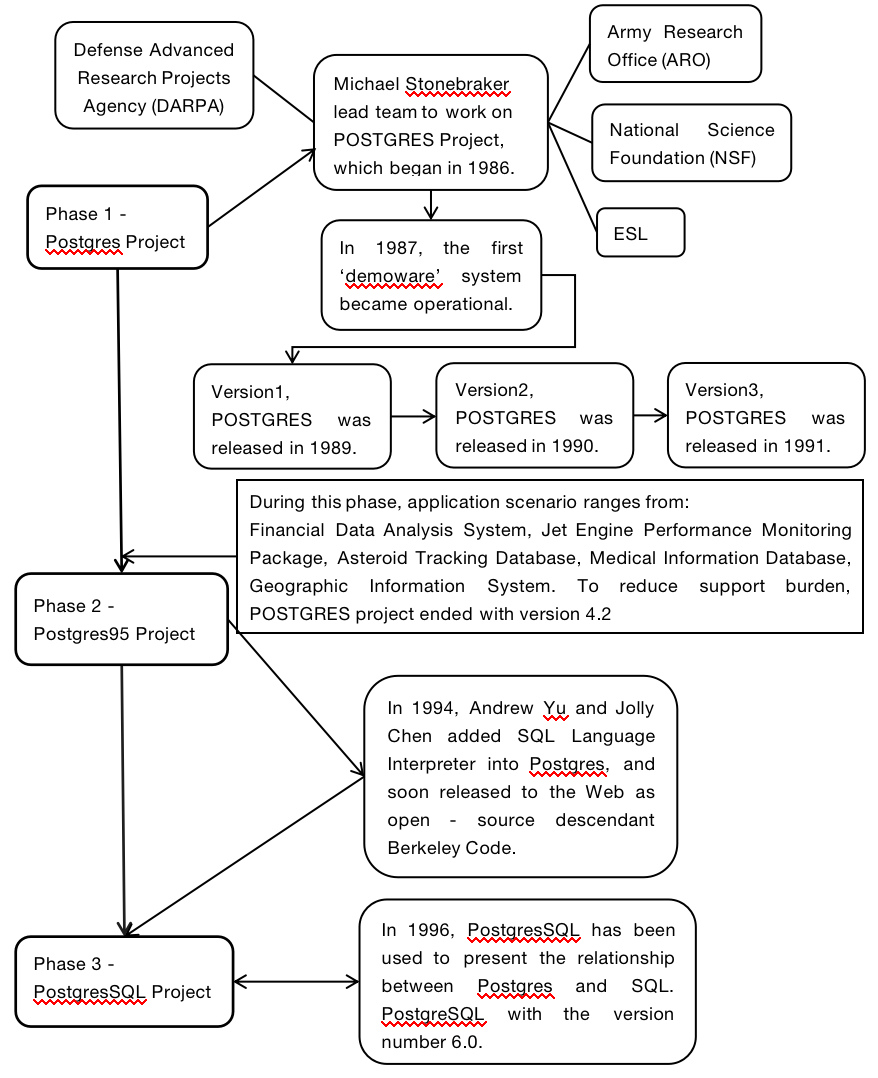 Defense Advanced
Research Projects
Agency (DARPA)
Michael Stonebraker
lead team to work on
POSTGRES Project,
which began in 1986.
Army Research
Office (ARO)
National Science
Foundation (NSF)
ESL
Phase 1 -
Postgres Project
In 1987, the first
‘demoware’ system
became operational.
Version1,
POSTGRES was
released in 1989.
Version2,
POSTGRES was
released in 1990.
Version3,
POSTGRES was
released in 1991.
During this phase, application scenario ranges from:
Financial Data Analysis System, Jet Engine Performance Monitoring
Package, Asteroid Tracking Database, Medical Information Database,
Geographic Information System. To reduce support burden,
POSTGRES project ended with version 4.2
Phase 2 -
Postgres95 Project
In 1994, Andrew Yu and Jolly
Chen added SQL Language
Interpreter into Postgres, and
soon released to the Web as
open - source descendant
Berkeley Code.
Phase 3 -
PostgresSQL Project
In 1996, PostgresSQL has been
used to present the relationship
between Postgres and SQL.
PostgreSQL with the version
number 6.0.